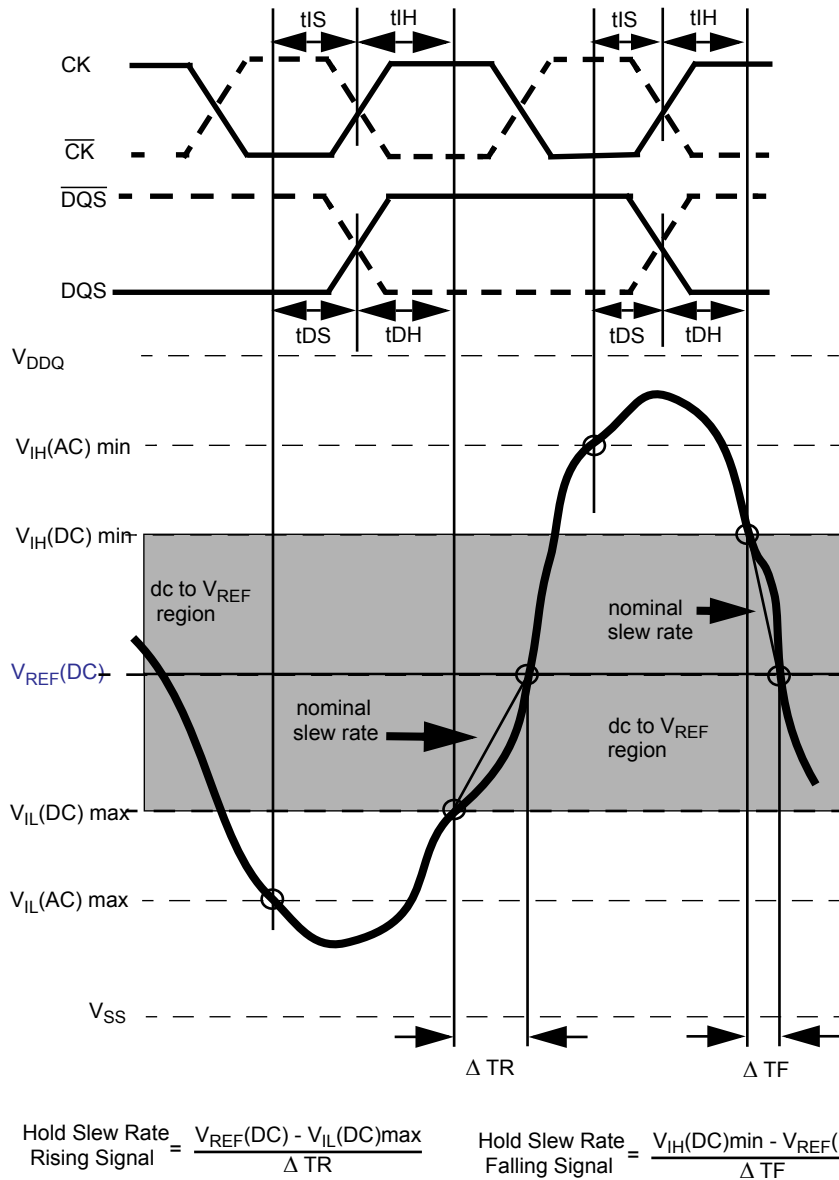 tIS tIH tIS tIH
CK
CK
DQS
DQS
tDS tDH tDS tDH
VDDQ
VIH(AC) min
VIH(DC) min
dc to VREF
region
nominal
slew rate
VREF(DC)
nominal
slew rate
dc to VREF
region
VIL(DC) max
VIL(AC) max
VSS
Δ TR Δ TF
Hold Slew Rate
Rising Signal = VREF(DC) - VIL(DC)max
Δ TR
Hold Slew Rate
Falling Signal = VIH(DC)min - VREF(
Δ TF